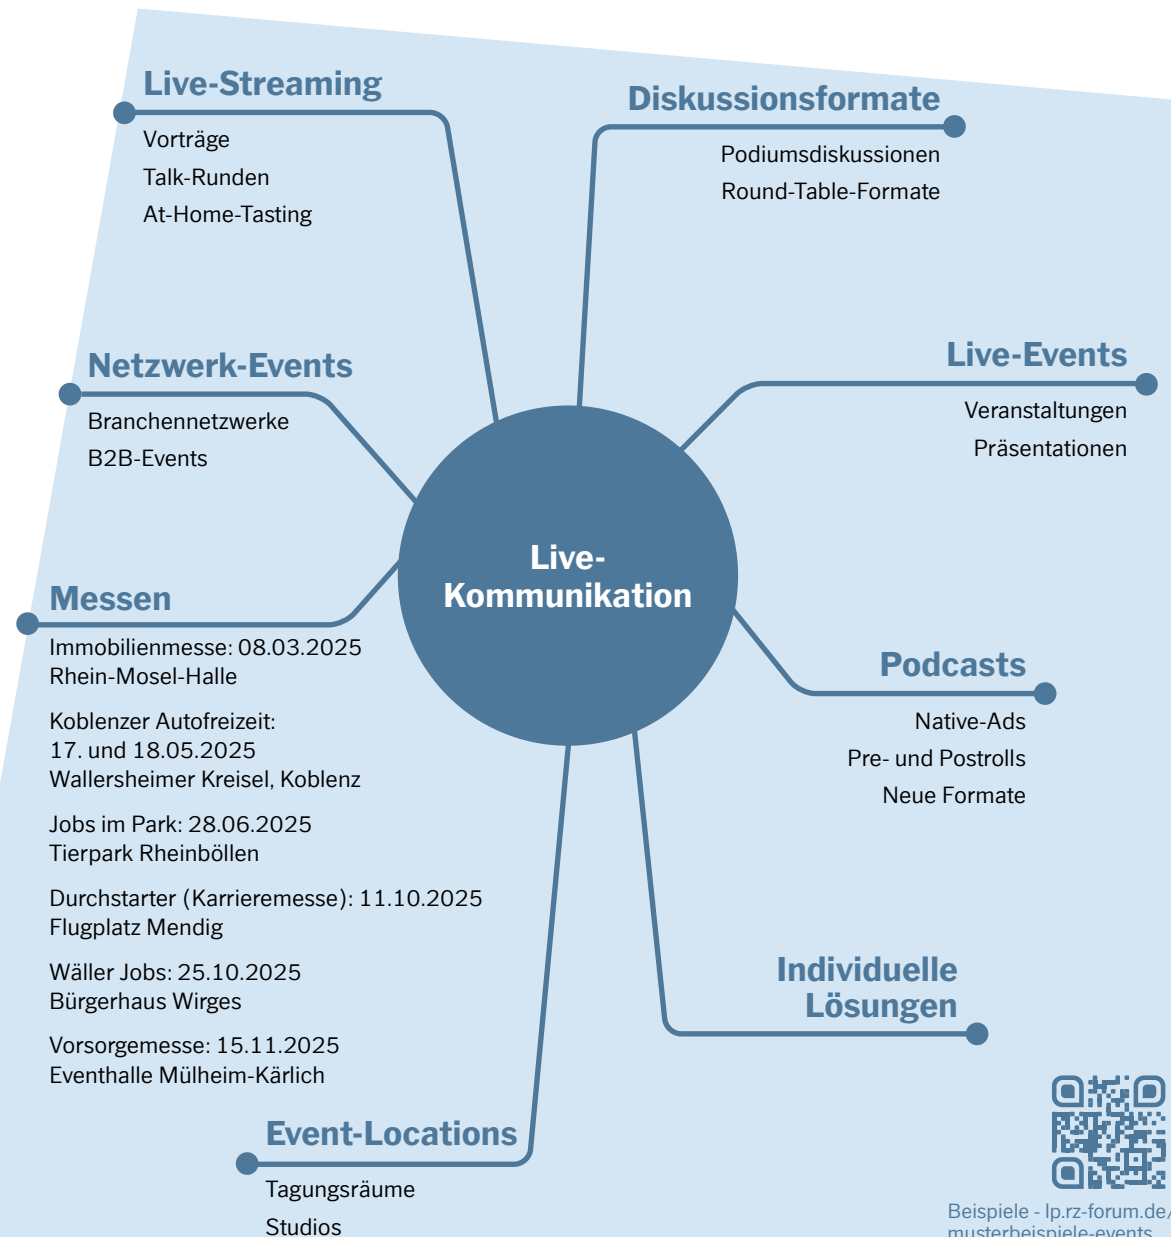 Live-Streaming
Vorträge
Talk-Runden
At-Home-Tasting
Diskussionsformate
Podiumsdiskussionen
Round-Table-Formate
Netzwerk-Events
Branchennetzwerke
B2B-Events
Live-Events
Veranstaltungen
Präsentationen
Live-
Kommunikation
Messen
Immobilienmesse: 08.03.2025
Rhein-Mosel-Halle
Koblenzer Autofreizeit:
17. und 18.05.2025
Wallersheimer Kreisel, Koblenz
Jobs im Park: 28.06.2025
Tierpark Rheinböllen
Durchstarter (Karrieremesse): 11.10.2025
Flugplatz Mendig
Wäller Jobs: 25.10.2025
Bürgerhaus Wirges
Vorsorgemesse: 15.11.2025
Eventhalle Mülheim-Kärlich
Podcasts
Native-Ads
Pre- und Postrolls
Neue Formate
Individuelle
Lösungen
Event-Locations
Tagungsräume
Studios
Beispiele - lp.rz-forum.de/
musterbeispiele-events